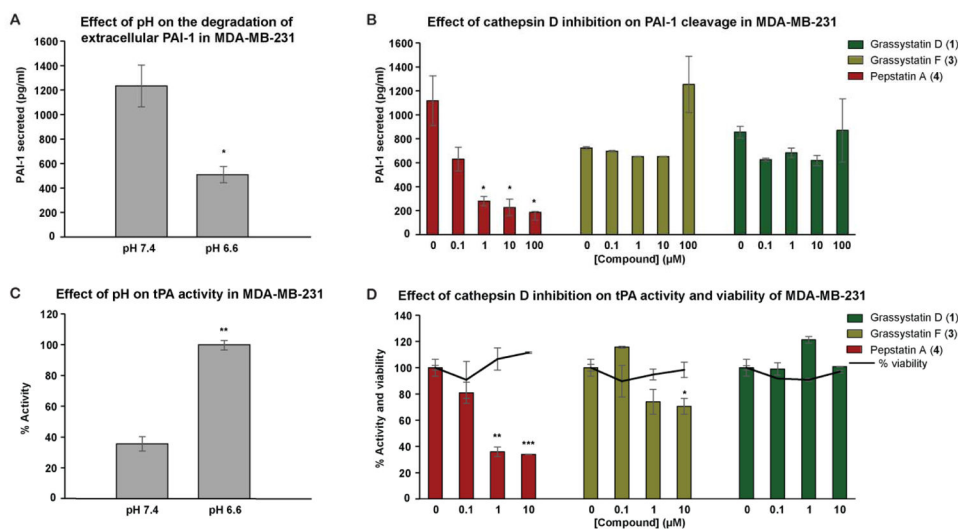 A
Effect of pH on the degradation of
extracellular PAI-1 in MDA-MB-231
PAI-1 secreted (pg/ml)
1600
1400
1200
1000
800
600
400
200
0
*
pH 7.4
pH 6.6
B
Effect of cathepsin D inhibition on PAI-1 cleavage in MDA-MB-231
Grassystatin D (1)
Grassystatin F (3)
Pepstatin A (4)
PAI-1 secreted (pg/ml)
1600
1400
1200
1000
800
600
400
200
0
* * *
0 0.1 1 10 100 0 0.1 1 10 100 0 0.1 1 10 100
[Compound] (µM)
C
Effect of pH on tPA activity in MDA-MB-231
% Activity
120
100
80
60
40
20
0
**
pH 7.4
pH 6.6
D
Effect of cathepsin D inhibition on tPA activity and viability of MDA-MB-231
Grassystatin D (1)
Grassystatin F (3)
Pepstatin A (4)
% viability
% Activity and viability
140
120
100
80
60
40
20
0
** *** *
0 0.1 1 10 0 0.1 1 10 0 0.1 1 10
[Compound] (µM)